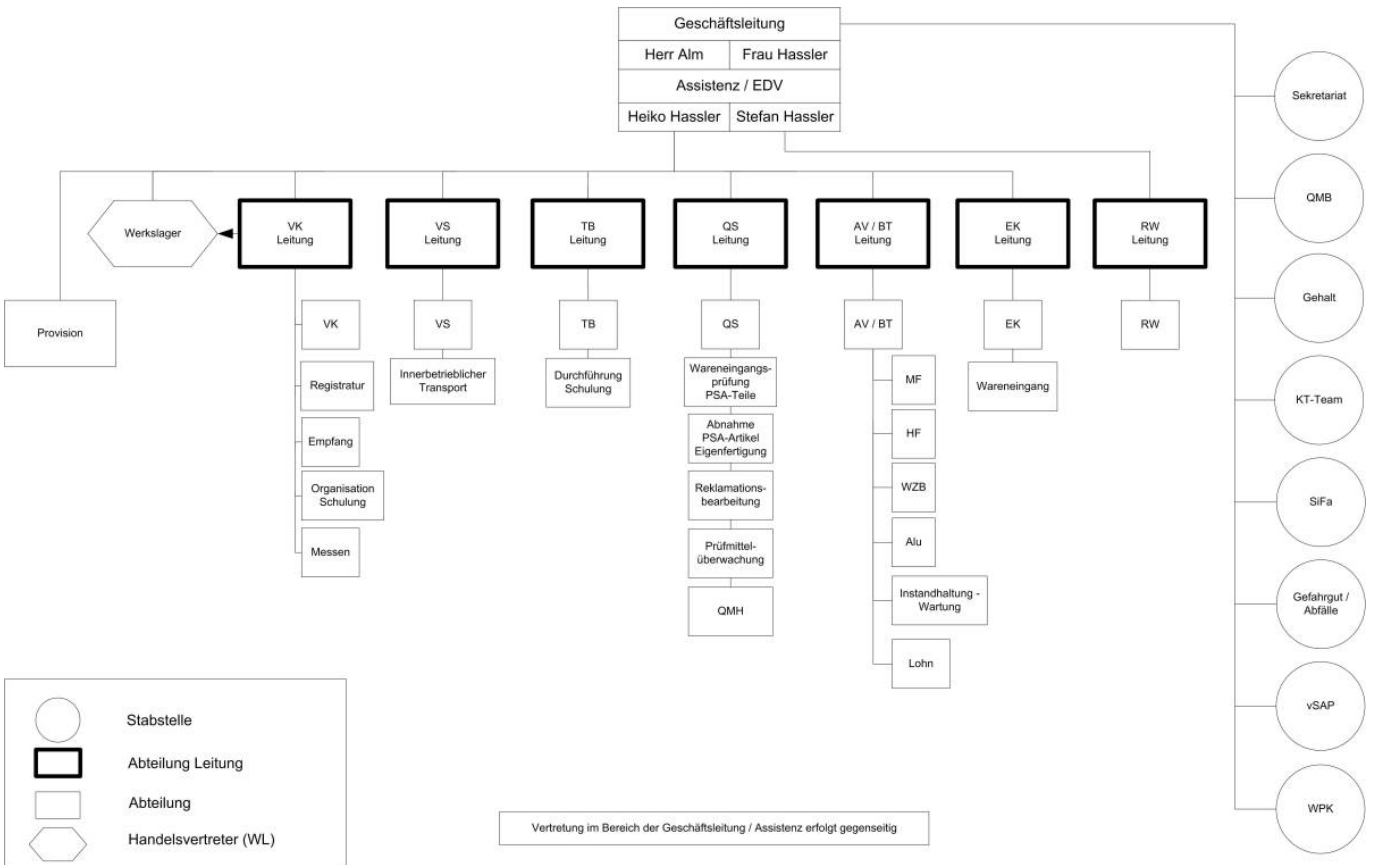 Geschäftsleitung
Herr Alm
Frau Hassler
Assistenz / EDV
Heiko Hassler
Stefan Hassler
Werkslager
VK
Leitung
VS
Leitung
TB
Leitung
QS
Leitung
AV / BT
Leitung
EK
Leitung
RW
Leitung
Provision
VK
Registratur
Empfang
Organisation
Schulung
Messen
VS
Innerbetrieblicher
Transport
TB
Durchführung
Schulung
QS
Wareneingangs-
prüfung
PSA-Teile
Abnahme
PSA-Artikel
Eigenfertigung
Reklamations-
bearbeitung
Prüfmittel-
überwachung
QMH
AV / BT
MF
HF
WZB
Alu
Instandhaltung -
Wartung
Lohn
EK
Wareneingang
RW
Sekretariat
QMB
Gehalt
KT-Team
SiFa
Gefahrgut /
Abfälle
vSAP
WPK
Stabstelle
Abteilung Leitung
Abteilung
Handelsvertreter (WL)
Vertretung im Bereich der Geschäftsleitung / Assistenz erfolgt gegenseitig